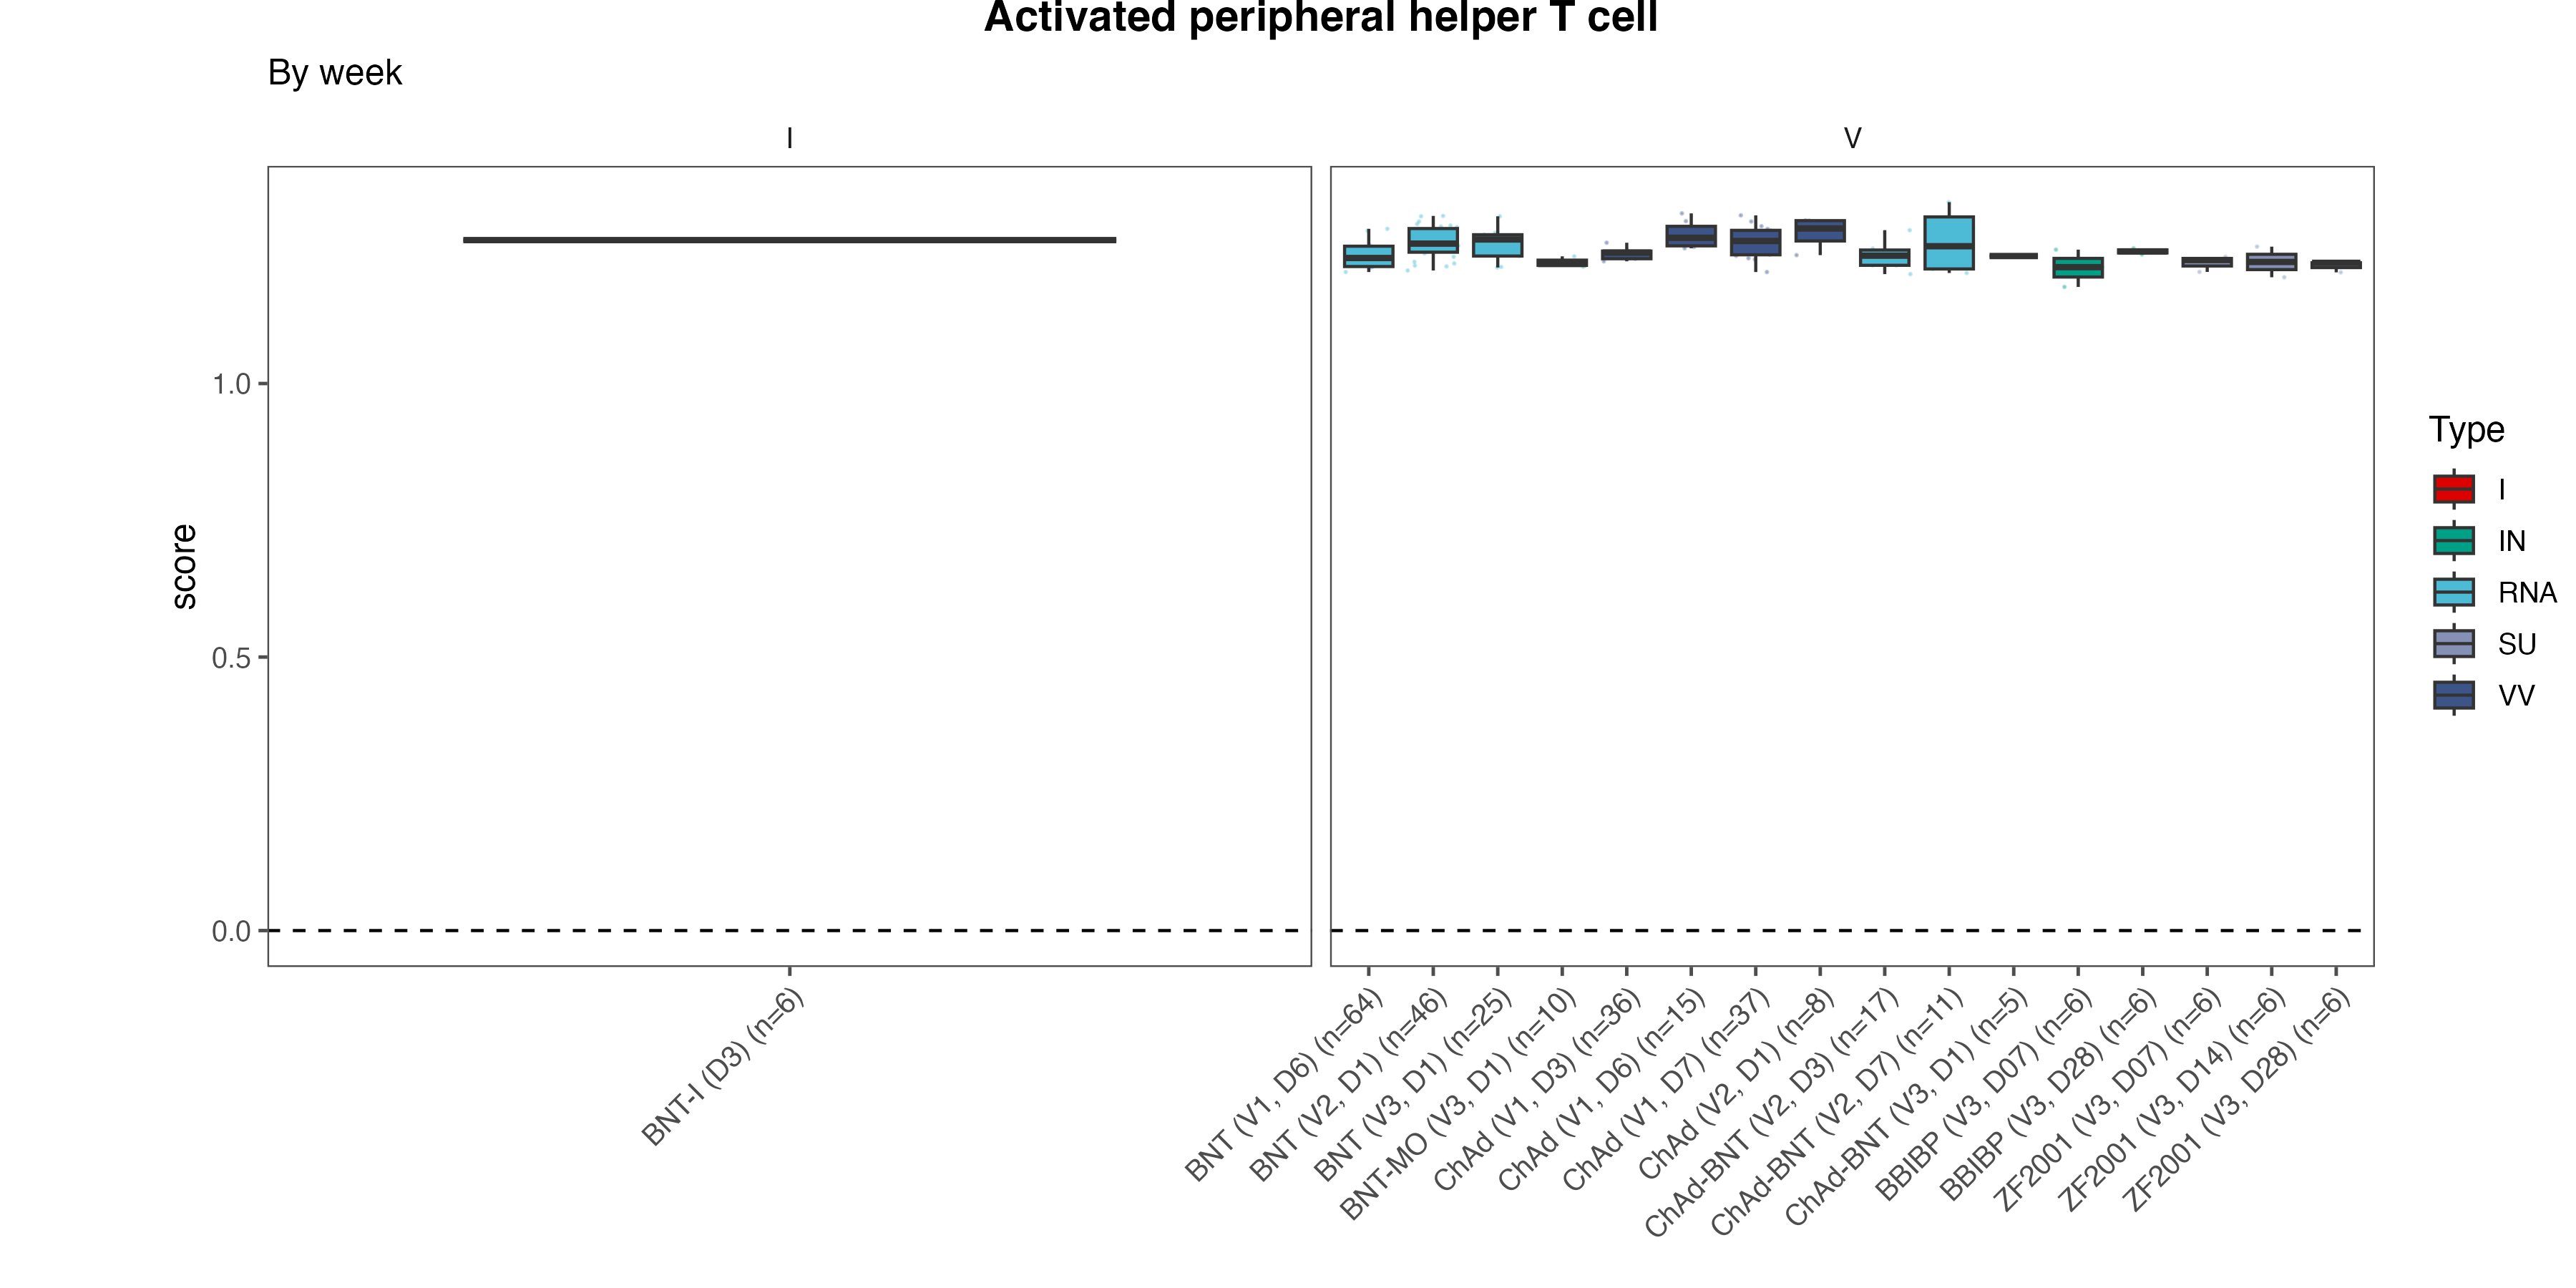 Activated peripheral helper T cell
By week
I
V
score
1.0
0.5
0.0
BNT-I (D3) (n=6)
BNT (V1, D6) (n=64)
BNT (V2, D1) (n=46)
BNT (V3, D1) (n=25)
BNT-MO (V3, D1) (n=10)
ChAd (V1, D3) (n=36)
ChAd (V1, D6) (n=15)
ChAd (V1, D7) (n=37)
ChAd (V2, D1) (n=8)
ChAd-BNT (V2, D3) (n=17)
ChAd-BNT (V2, D7) (n=11)
ChAd-BNT (V3, D1) (n=5)
BBIBP (V3, D07) (n=6)
BBIBP (V3, D28) (n=6)
ZF2001 (V3, D07) (n=6)
ZF2001 (V3, D14) (n=6)
ZF2001 (V3, D28) (n=6)
Type
I
IN
RNA
SU
VV